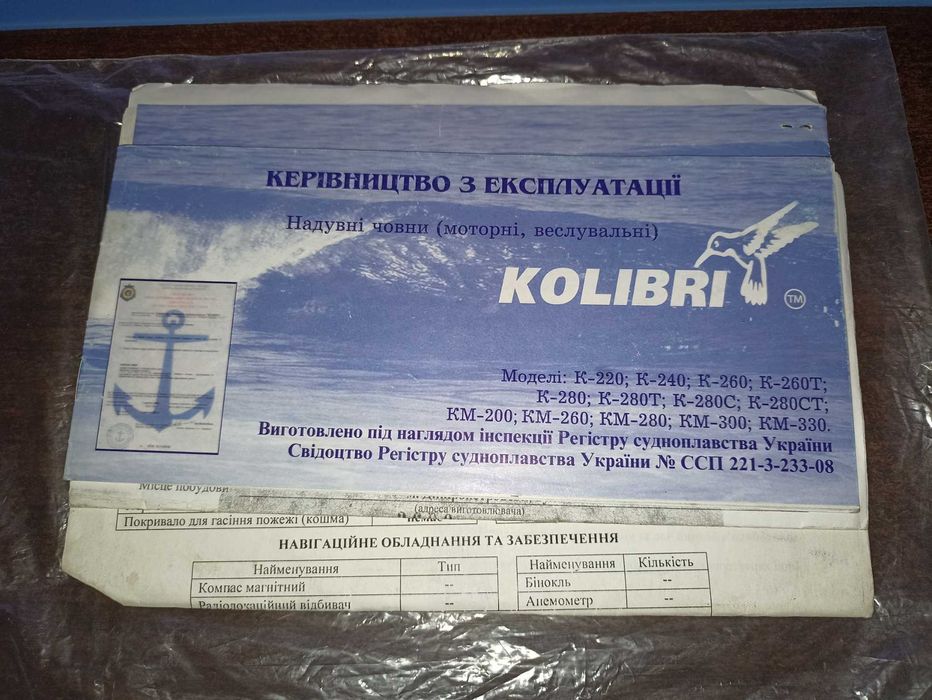 КЕРІВНИЦТВО З ЕКСПЛУАТАЦІЇ
Надувні човни (моторні, веслувальні)
KOLIBRI
TM
Моделі: К-220; К-240; К-260; К-260Т;
К-280; К-280Т; К-280С; К-280СТ;
КМ-200; КМ-260; КМ-280; КМ-300; КМ-330.
Виготовлено під наглядом інспекції Регістру судноплавства України
Свідоцтво Регістру судноплавства України № ССП 221-3-233-08
Місце побудови
(адреса виготовлювача)
Покривало для гасіння пожежі (кошма)
НАВІГАЦІЙНЕ ОБЛАДНАННЯ ТА ЗАБЕЗПЕЧЕННЯ
Найменування Тип Найменування Кількість
Компас магнітний -- Бінокль --
Радіолокаційний відбивач -- Анемометр --